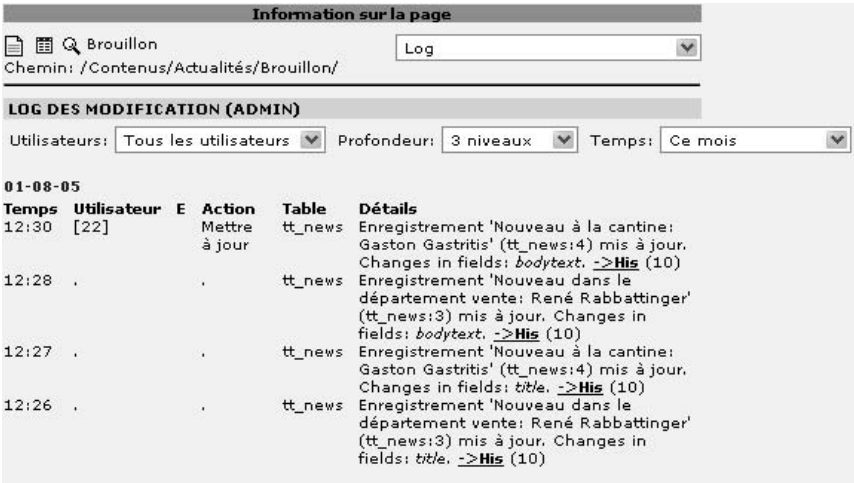 Information sur la page
Brouillon
Log
Chemin: /Contenus/Actualités/Brouillon/
LOG DES MODIFICATION (ADMIN)
Utilisateurs: Tous les utilisateurs Profondeur: 3 niveaux Temps: Ce mois
01-08-05
Temps Utilisateur E Action Table Détails
12:30 [22] Mettre tt_news Enregistrement 'Nouveau à la cantine:
à jour Gaston Gastritis' (tt_news:4) mis à jour.
Changes in fields: bodytext. ->His (10)
12:28 . . tt_news Enregistrement 'Nouveau dans le
département vente: René Rabbattinger'
(tt_news:3) mis à jour. Changes in
fields: bodytext. ->His (10)
12:27 . . tt_news Enregistrement 'Nouveau à la cantine:
Gaston Gastritis' (tt_news:4) mis à jour.
Changes in fields: title. ->His (10)
12:26 . . tt_news Enregistrement 'Nouveau dans le
département vente: René Rabbattinger'
(tt_news:3) mis à jour. Changes in
fields: title. ->His (10)